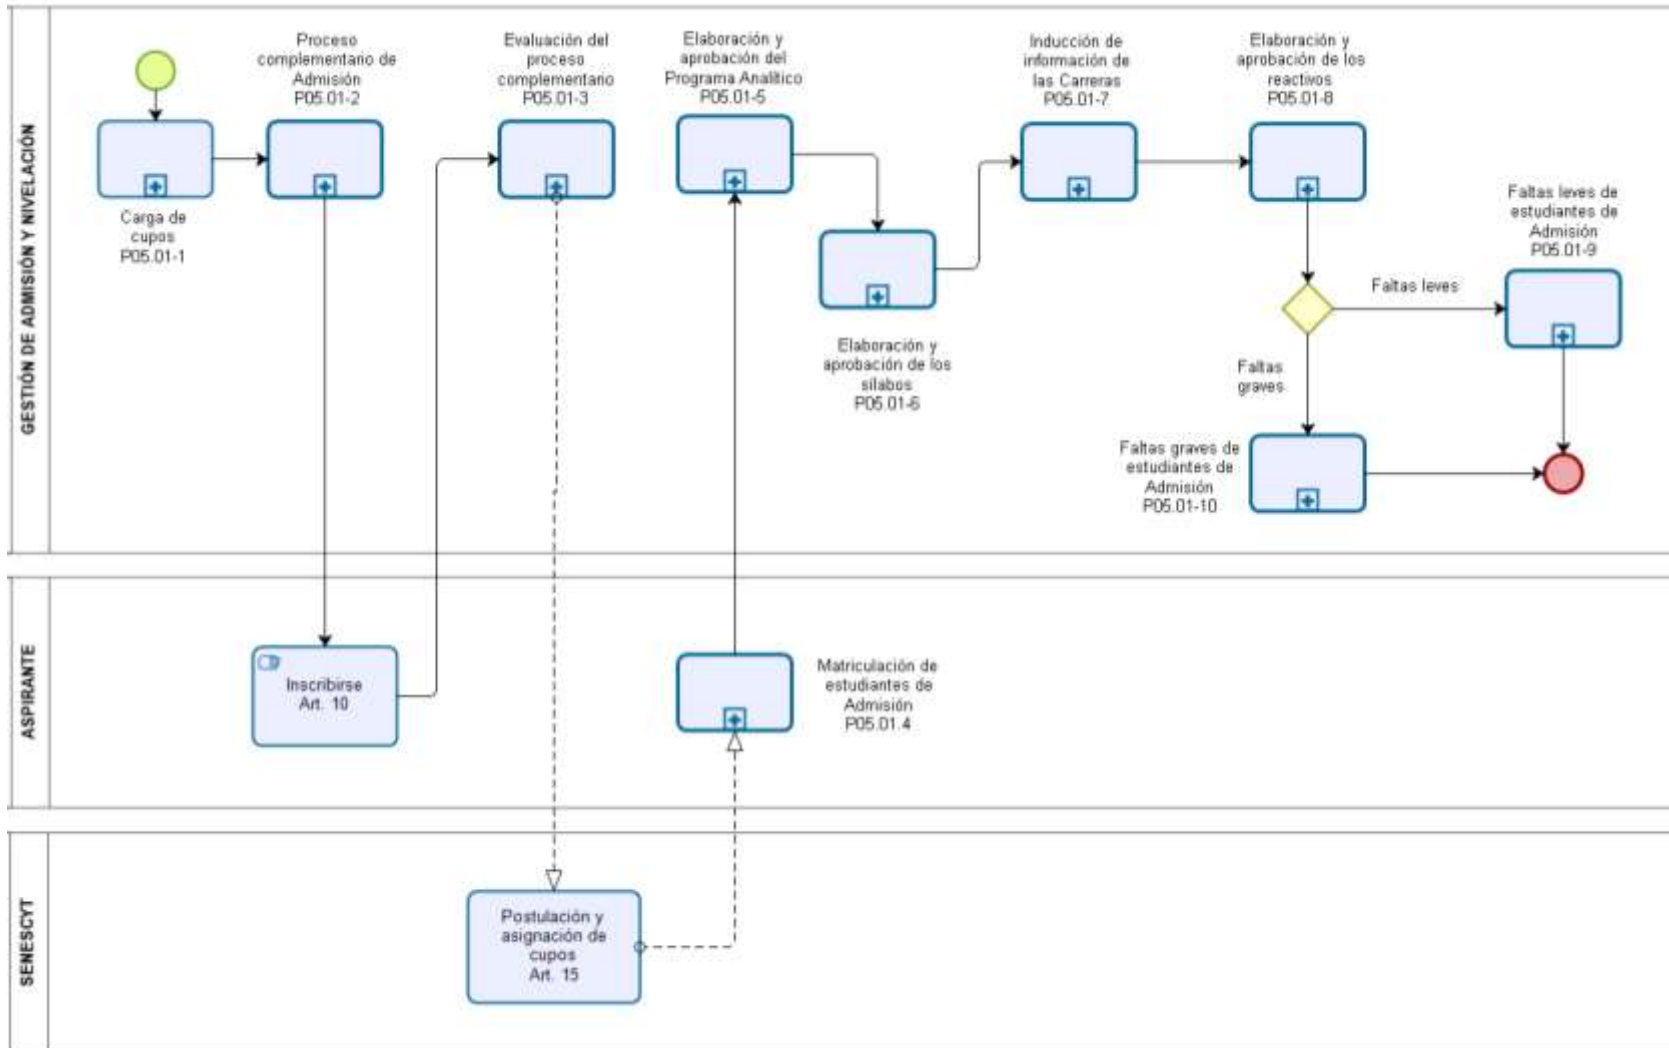 GESTIÓN DE ADMISIÓN Y NIVELACIÓN
Carga de
cupos
P05.01-1
Proceso
complementario de
Admisión
P05.01-2
Evaluación del
proceso
complementario
P05.01-3
Elaboración y
aprobación del
Programa Analítico
P05.01-5
Elaboración y
aprobación de los
sílabos
P05.01-6
Inducción de
información de
las Carreras
P05.01-7
Elaboración y
aprobación de los
reactivos
P05.01-8
Faltas leves
Faltas leves de
estudiantes de
Admisión
P05.01-9
Faltas
graves
Faltas graves de
estudiantes de
Admisión
P05.01-10
ASPIRANTE
Inscribirse
Art. 10
Matriculación de
estudiantes de
Admisión
P05.01.4
SENESCYT
Postulación y
asignación de
cupos
Art. 15